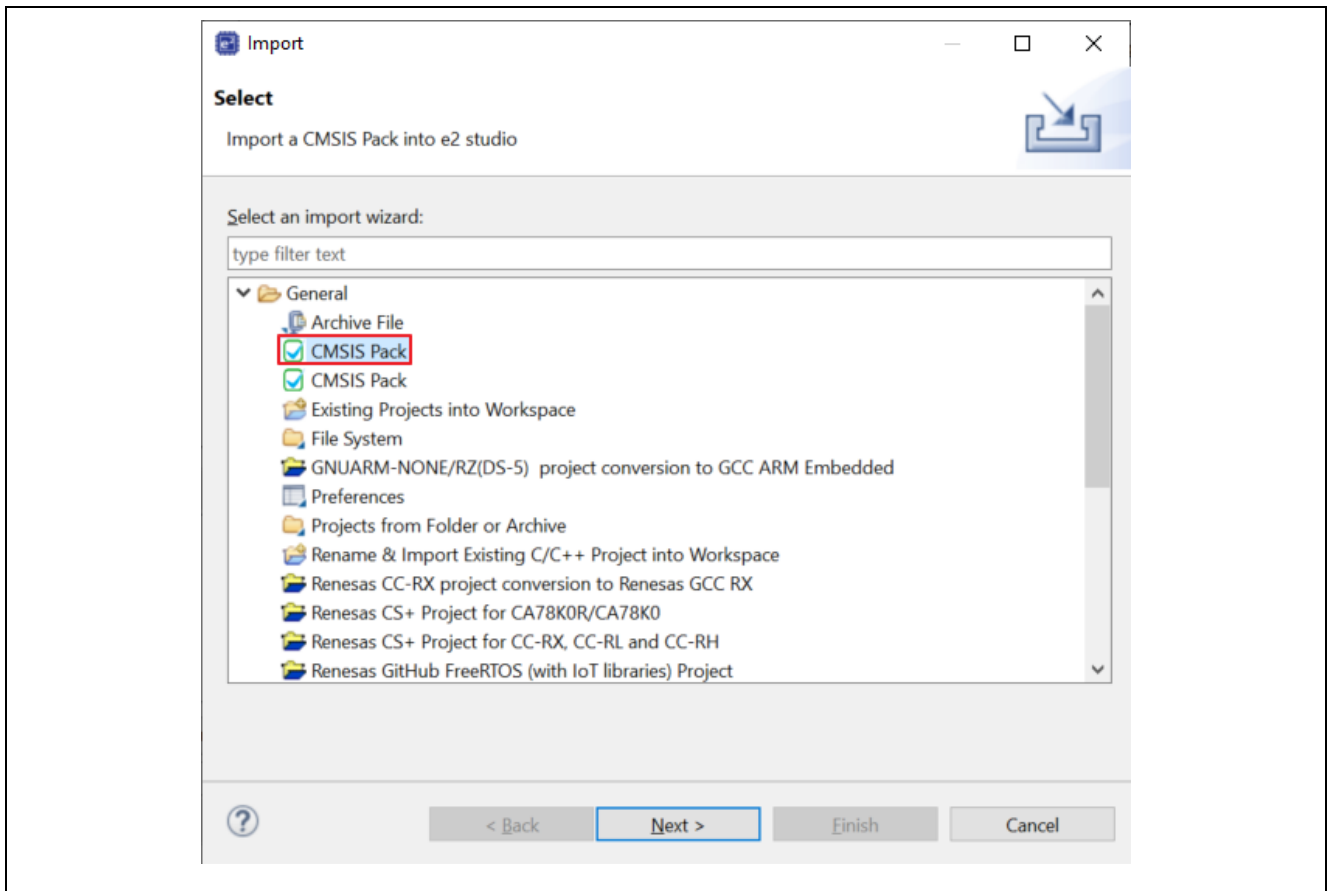 Import
Select
Import a CMSIS Pack into e2 studio
Select an import wizard:
type filter text
General
Archive File
CMSIS Pack
CMSIS Pack
Existing Projects into Workspace
File System
GNUARM-NONE/RZ(DS-5)  project conversion to GCC ARM Embedded
Preferences
Projects from Folder or Archive
Rename & Import Existing C/C++ Project into Workspace
Renesas CC-RX project conversion to Renesas GCC RX
Renesas CS+ Project for CA78K0R/CA78K0
Renesas CS+ Project for CC-RX, CC-RL and CC-RH
Renesas GitHub FreeRTOS (with IoT libraries) Project
? < Back Next > Finish Cancel